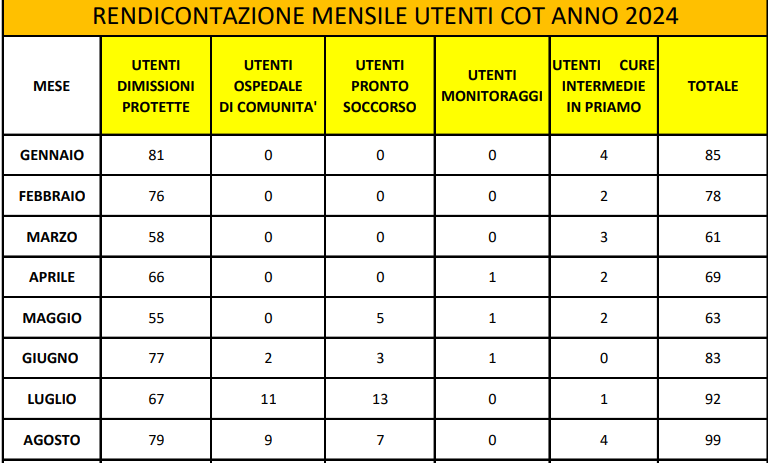 RENDICONTAZIONE MENSILE UTENTI COT ANNO 2024
MESE UTENTI DIMISSIONI PROTETTE UTENTI OSPEDALE DI COMUNITA' UTENTI PRONTO SOCCORSO UTENTI MONITORAGGI UTENTI CURE INTERMEDIE IN PRIAMO TOTALE
GENNAIO 81 0 0 0 4 85
FEBBRAIO 76 0 0 0 2 78
MARZO 58 0 0 0 3 61
APRILE 66 0 0 1 2 69
MAGGIO 55 0 5 1 2 63
GIUGNO 77 2 3 1 0 83
LUGLIO 67 11 13 0 1 92
AGOSTO 79 9 7 0 4 99